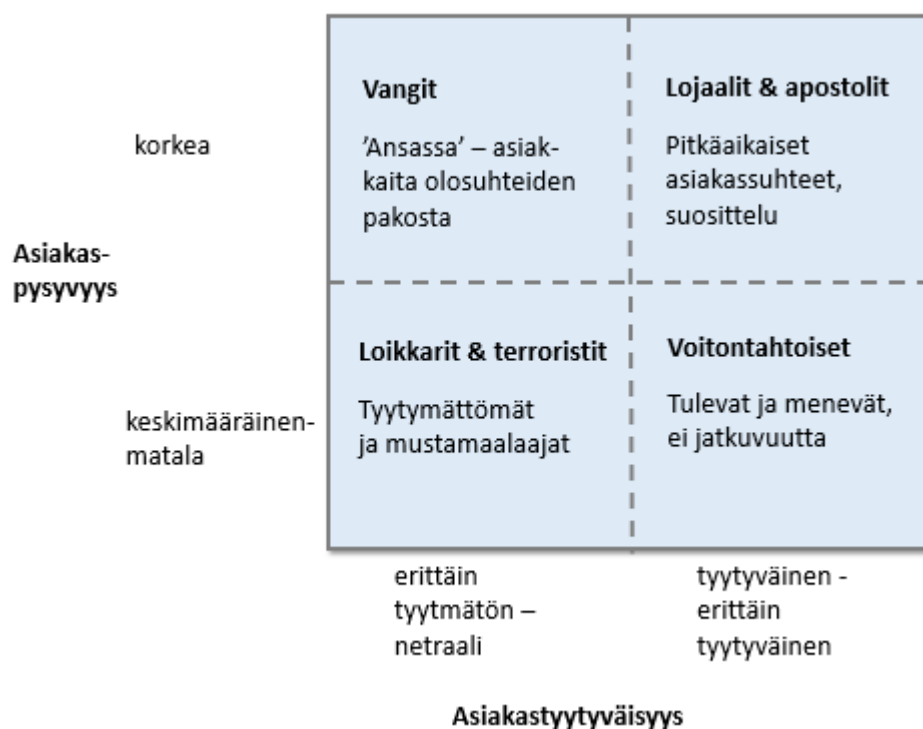 Vangit
'Ansassa' – asiak-
kaita olosuhteiden
pakosta
Lojaalit & apostolit
Pitkäaikaiset
asiakassuhteet,
suosittelu
korkea
Asiakas-
pysyvyys
Loikkarit & terroristit
Tyytymättömät
ja mustamaalaajat
Voitontahtoiset
Tulevat ja menevät,
ei jatkuvuutta
keskimääräinen-
matala
erittäin
tyytmätön –
netraali
tyytyväinen -
erittäin
tyytyväinen
Asiakastyytyväisyys